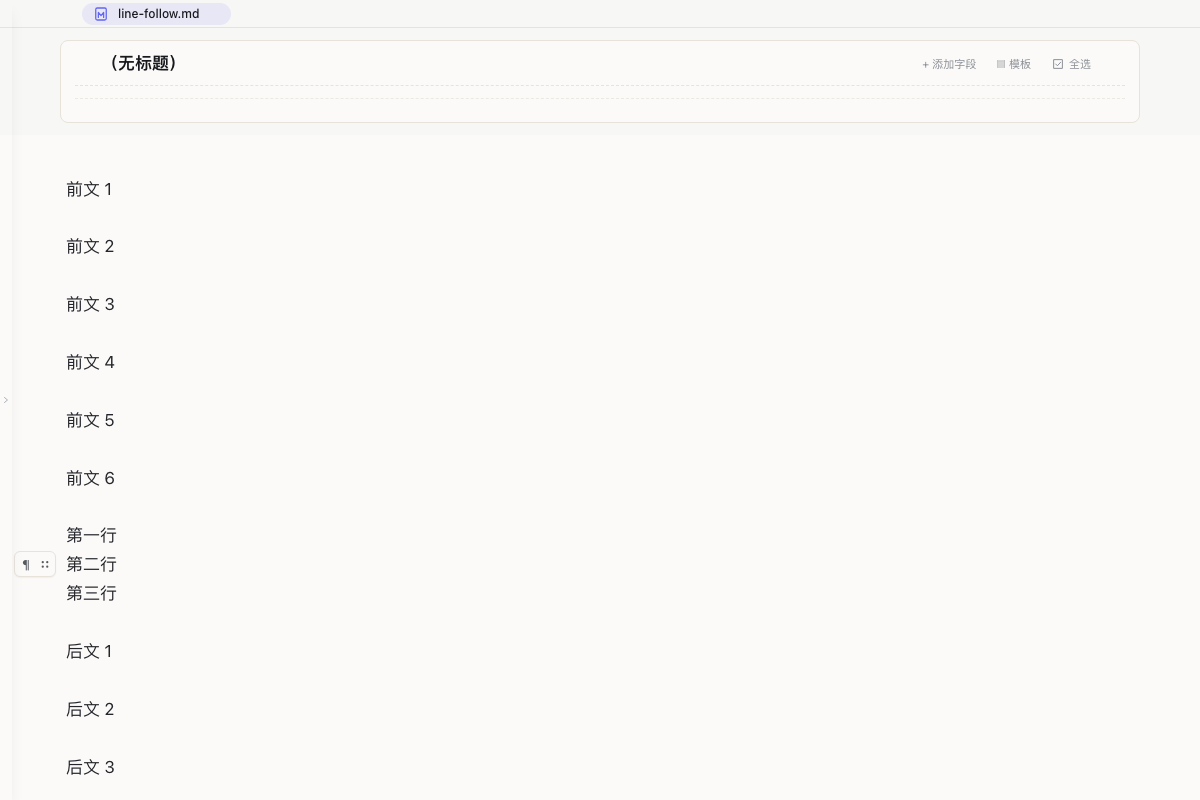 line-follow.md
(无标题)
+ 添加字段 模板 全选
前文 1
前文 2
前文 3
前文 4
前文 5
前文 6
第一行
¶ 第二行
第三行
后文 1
后文 2
后文 3